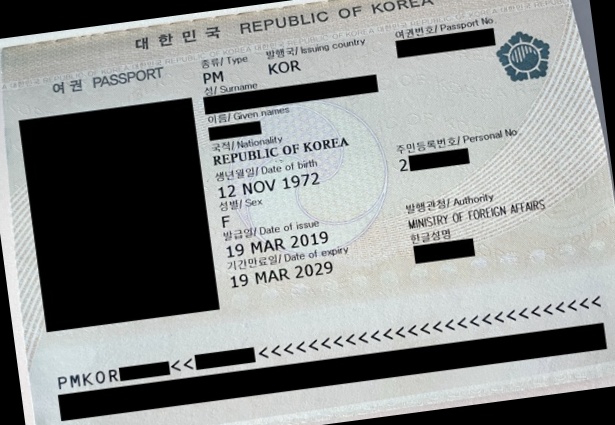 대한민국 REPUBLIC OF KOREA
여권 PASSPORT
종류/ Type 발행국/ Issuing country 여권번호/ Passport No.
PM KOR
성/ Surname
이름/ Given names
국적/ Nationality
REPUBLIC OF KOREA
주민등록번호/ Personal No.
2
생년월일/ Date of birth
12 NOV 1972
성별/ Sex
F
발행관청/ Authority
MINISTRY OF FOREIGN AFFAIRS
발급일/ Date of issue
19 MAR 2019
한글성명
기간만료일/ Date of expiry
19 MAR 2029
PMKOR<<<<<<<<<<<<<<<<<<<<<<<<<<<<<<